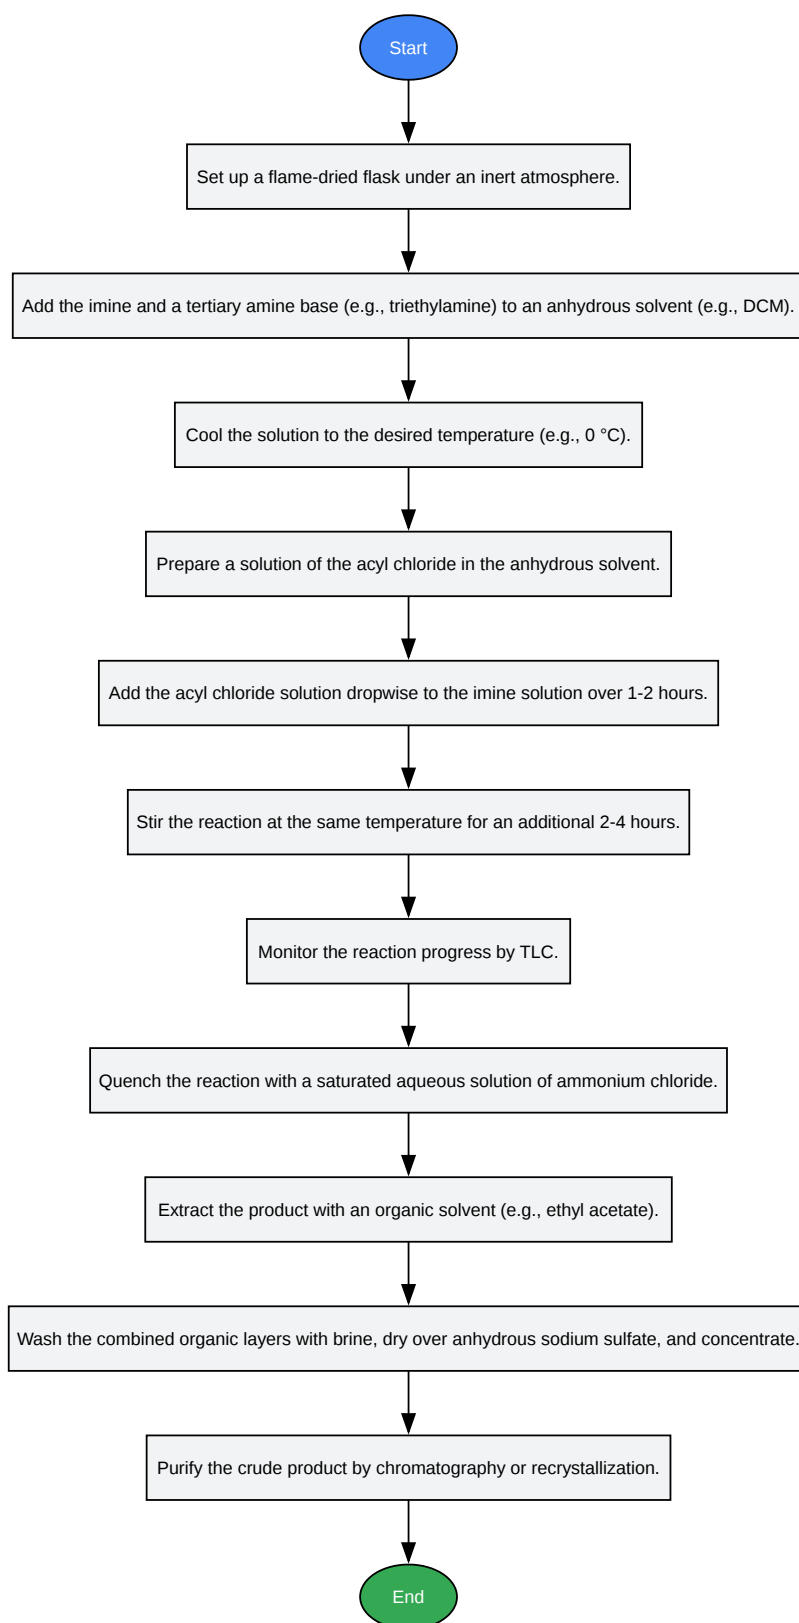 Start
Set up a flame-dried flask under an inert atmosphere.
Add the imine and a tertiary amine base (e.g., triethylamine) to an anhydrous solvent (e.g., DCM).
Cool the solution to the desired temperature (e.g., 0 °C).
Prepare a solution of the acyl chloride in the anhydrous solvent.
Add the acyl chloride solution dropwise to the imine solution over 1-2 hours.
Stir the reaction at the same temperature for an additional 2-4 hours.
Monitor the reaction progress by TLC.
Quench the reaction with a saturated aqueous solution of ammonium chloride.
Extract the product with an organic solvent (e.g., ethyl acetate).
Wash the combined organic layers with brine, dry over anhydrous sodium sulfate, and concentrate.
Purify the crude product by chromatography or recrystallization.
End